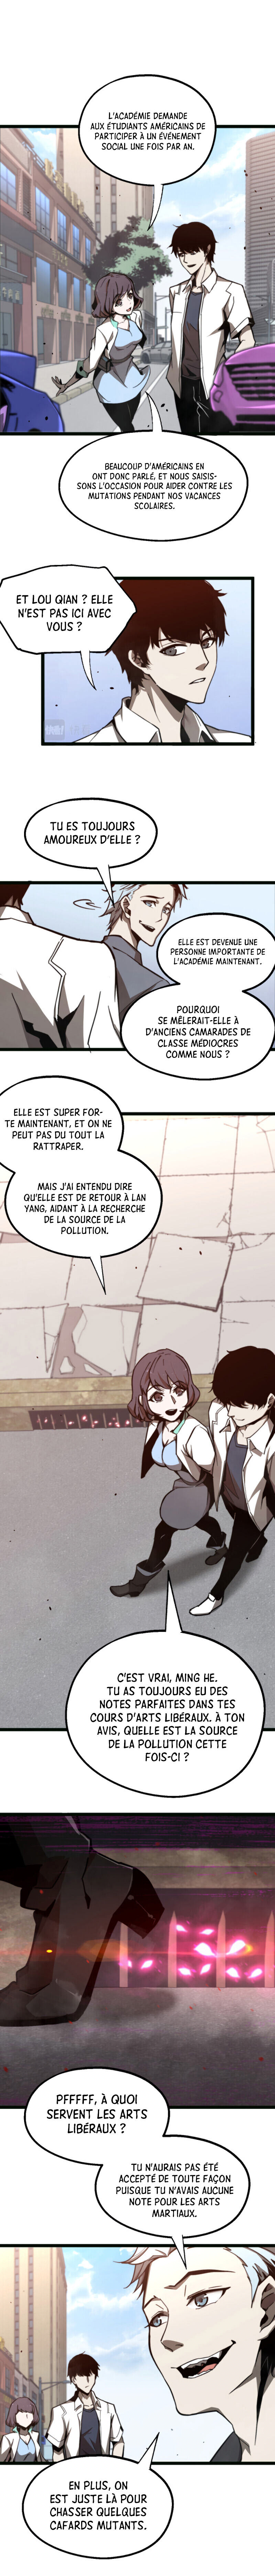 L'ACADÉMIE DEMANDE
AUX ÉTUDIANTS AMÉRICAINS DE
PARTICIPER À UN ÉVÉNEMENT
SOCIAL UNE FOIS PAR AN.
BEAUCOUP D'AMÉRICAINS EN
ONT DONC PARLÉ, ET NOUS SAISIS-
SONS L'OCCASION POUR AIDER CONTRE LES
MUTATIONS PENDANT NOS VACANCES
SCOLAIRES.
ET LOU QIAN ? ELLE
N'EST PAS ICI AVEC
VOUS ?
TU ES TOUJOURS
AMOUREUX D'ELLE ?
ELLE EST DEVENUE UNE
PERSONNE IMPORTANTE DE
L'ACADÉMIE MAINTENANT.
POURQUOI
SE MÊLERAIT-ELLE À
D'ANCIENS CAMARADES DE
CLASSE MÉDIOCRES
COMME NOUS ?
ELLE EST SUPER FOR-
TE MAINTENANT, ET ON NE
PEUT PAS DU TOUT LA
RATTRAPER.
MAIS J'AI ENTENDU DIRE
QU'ELLE EST DE RETOUR À LAN
YANG, AIDANT À LA RECHERCHE
DE LA SOURCE DE LA
POLLUTION.
C'EST VRAI, MING HE.
TU AS TOUJOURS EU DES
NOTES PARFAITES DANS TES
COURS D'ARTS LIBÉRAUX. À TON
AVIS, QUELLE EST LA SOURCE
DE LA POLLUTION CETTE
FOIS-CI ?
PFFFFF, À QUOI
SERVENT LES ARTS
LIBÉRAUX ?
TU N'AURAIS PAS ÉTÉ
ACCEPTÉ DE TOUTE FAÇON
PUISQUE TU N'AVAIS AUCUNE
NOTE POUR LES ARTS
MARTIAUX.
EN PLUS, ON
EST JUSTE LÀ POUR
CHASSER QUELQUES
CAFARDS MUTANTS.